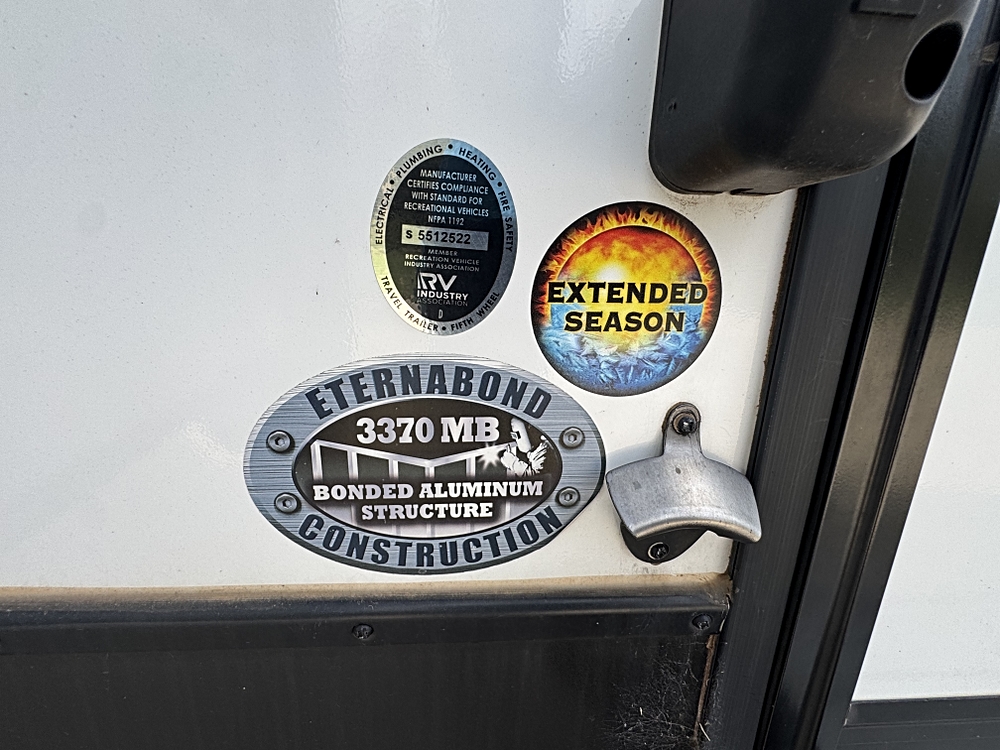 ELECTRICAL • PLUMBING • HEATING • FIRE SAFETY
MANUFACTURER
CERTIFIES COMPLIANCE
WITH STANDARD FOR
RECREATIONAL VEHICLES
NFPA 1192
S 5512522
MEMBER
RECREATION VEHICLE
INDUSTRY ASSOCIATION
RV
INDUSTRY
ASSOCIATION
D
TRAVEL TRAILER • FIFTH WHEEL
EXTENDED
SEASON
ETERNABOND
3370 MB
BONDED ALUMINUM
STRUCTURE
CONSTRUCTION